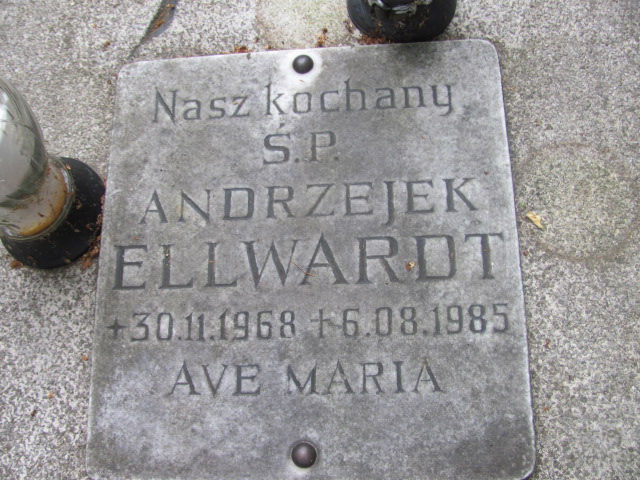 Nasz kochany
Ś.P.
ANDRZEJEK
ELLWARDT
+30.11.1968 +6.08.1985
AVE MARIA